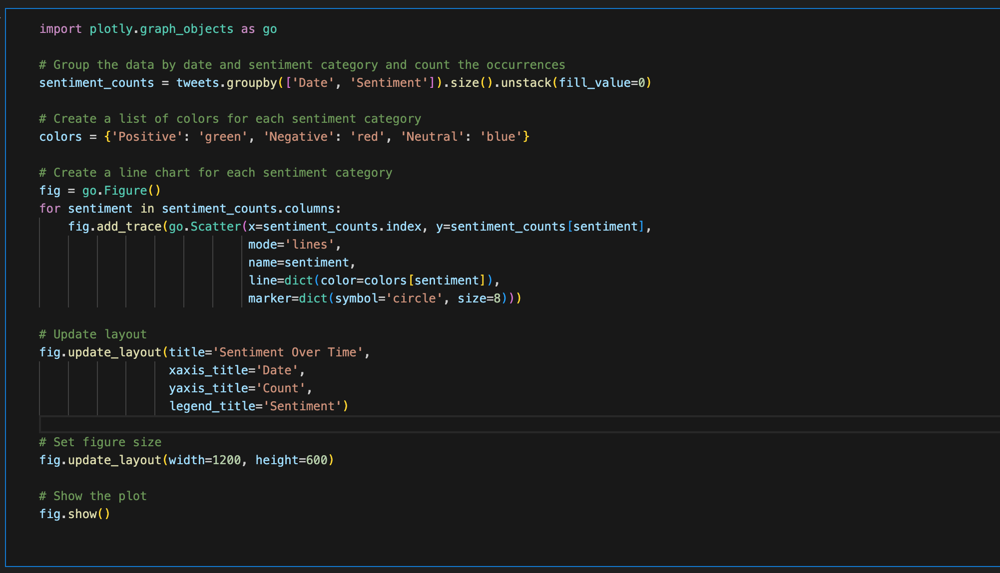 import plotly.graph_objects as go
# Group the data by date and sentiment category and count the occurrences
sentiment_counts = tweets.groupby(['Date', 'Sentiment']).size().unstack(fill_value=0)
# Create a list of colors for each sentiment category
colors = {'Positive': 'green', 'Negative': 'red', 'Neutral': 'blue'}
# Create a line chart for each sentiment category
fig = go.Figure()
for sentiment in sentiment_counts.columns:
    fig.add_trace(go.Scatter(x=sentiment_counts.index, y=sentiment_counts[sentiment],
                             mode='lines',
                             name=sentiment,
                             line=dict(color=colors[sentiment]),
                             marker=dict(symbol='circle', size=8)))
# Update layout
fig.update_layout(title='Sentiment Over Time',
                  xaxis_title='Date',
                  yaxis_title='Count',
                  legend_title='Sentiment')
# Set figure size
fig.update_layout(width=1200, height=600)
# Show the plot
fig.show()